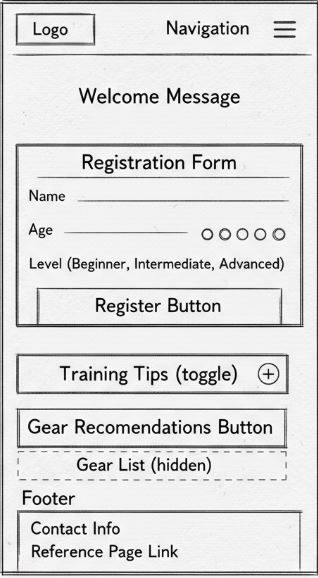 Logo
Navigation
Welcome Message
Registration Form
Name
Age
Level (Beginner, Intermediate, Advanced)
Register Button
Training Tips (toggle)
Gear Recomendations Button
Gear List (hidden)
Footer
Contact Info
Reference Page Link